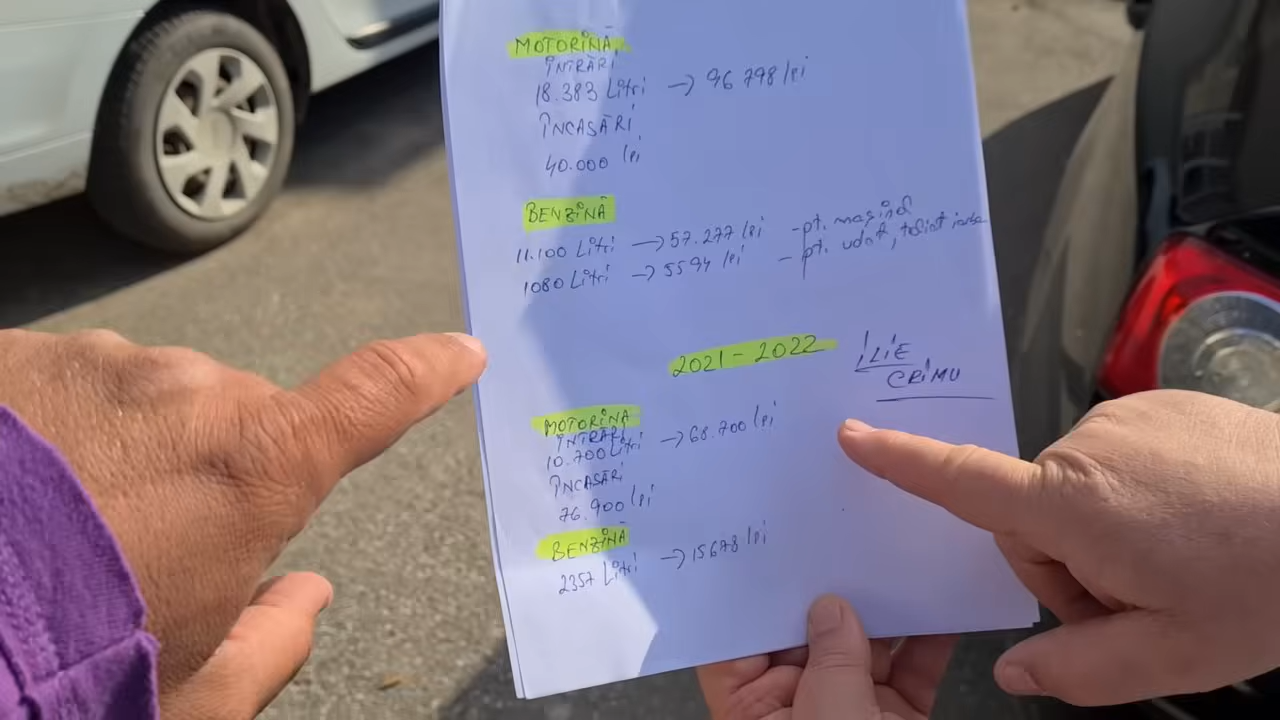 MOTORINĂ
ÎNTRĂRI
18.383 Litri → 96 798 lei
ÎNCASĂRI
40.000 lei
BENZINĂ
11.100 Litri → 57.277 lei - pt. mașină
1080 Litri → 5594 lei - pt. udat, tăiat iarba
2021 - 2022 ILIE
CRIMU
MOTORINA
ÎNTRĂRI
10.700 Litri → 68.700 lei
ÎNCASĂRI
76.900 lei
BENZINĂ
2357 Litri → 15678 lei